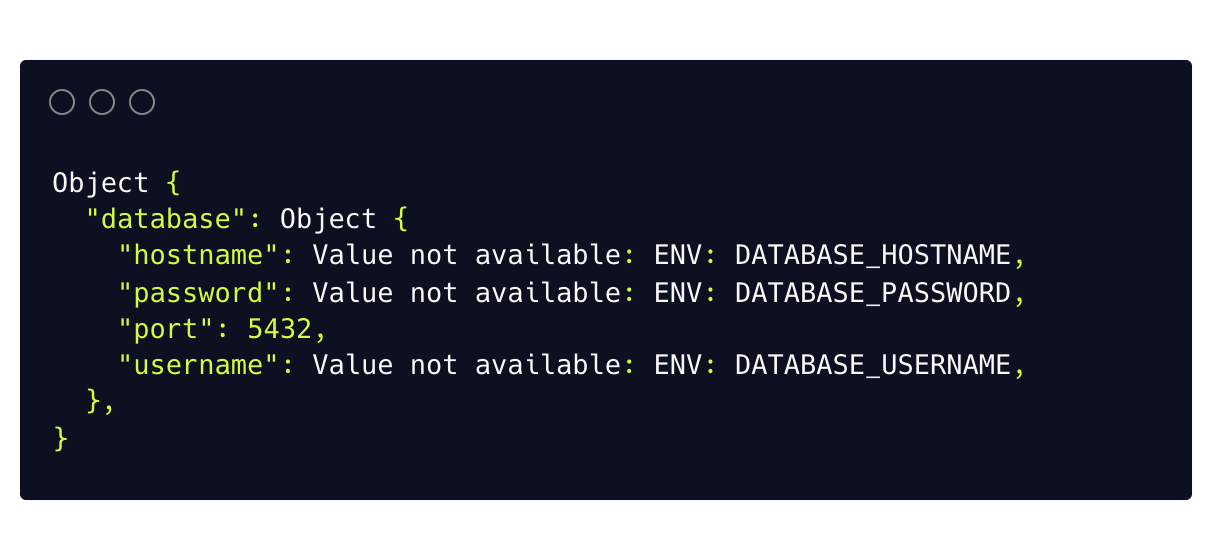 Object {
  "database": Object {
    "hostname": Value not available: ENV: DATABASE_HOSTNAME,
    "password": Value not available: ENV: DATABASE_PASSWORD,
    "port": 5432,
    "username": Value not available: ENV: DATABASE_USERNAME,
  },
}